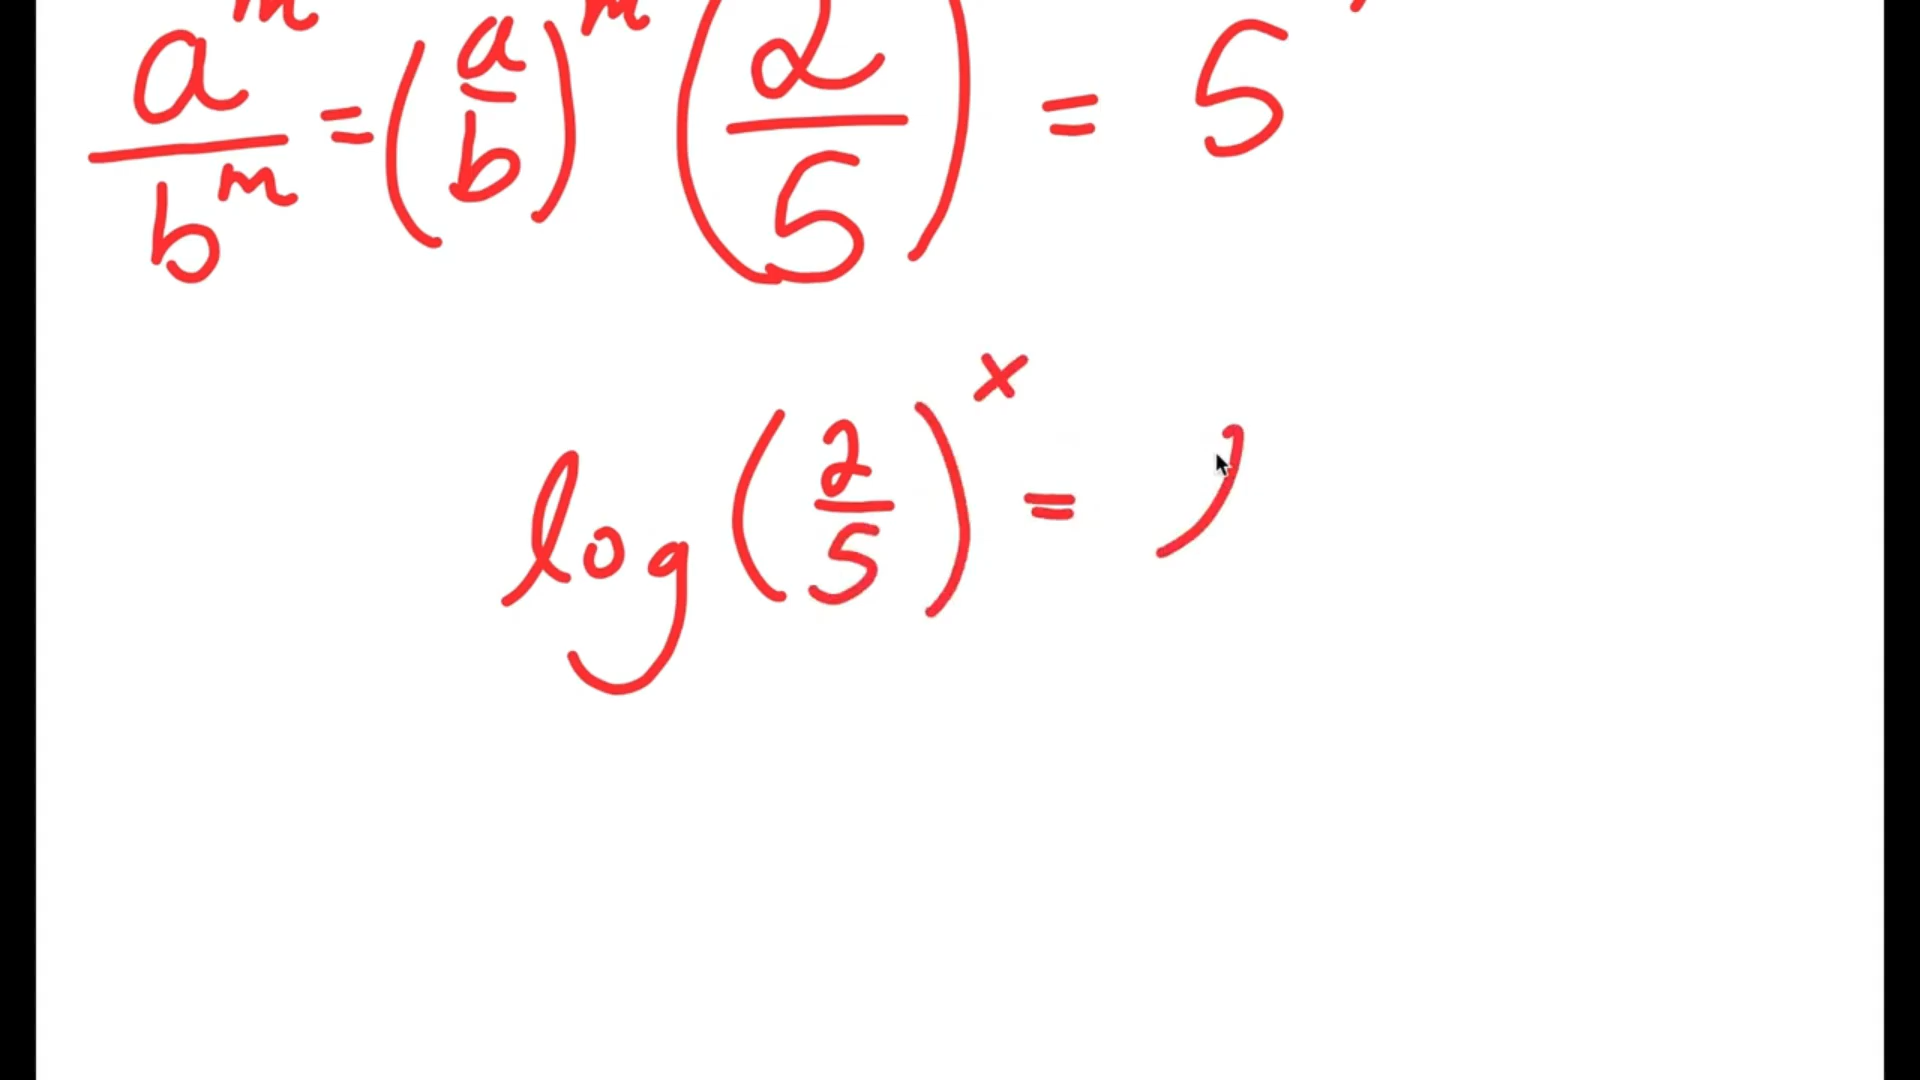 a^m/b^m = (a/b)^m (2/5) = 5
log (2/5)^x =